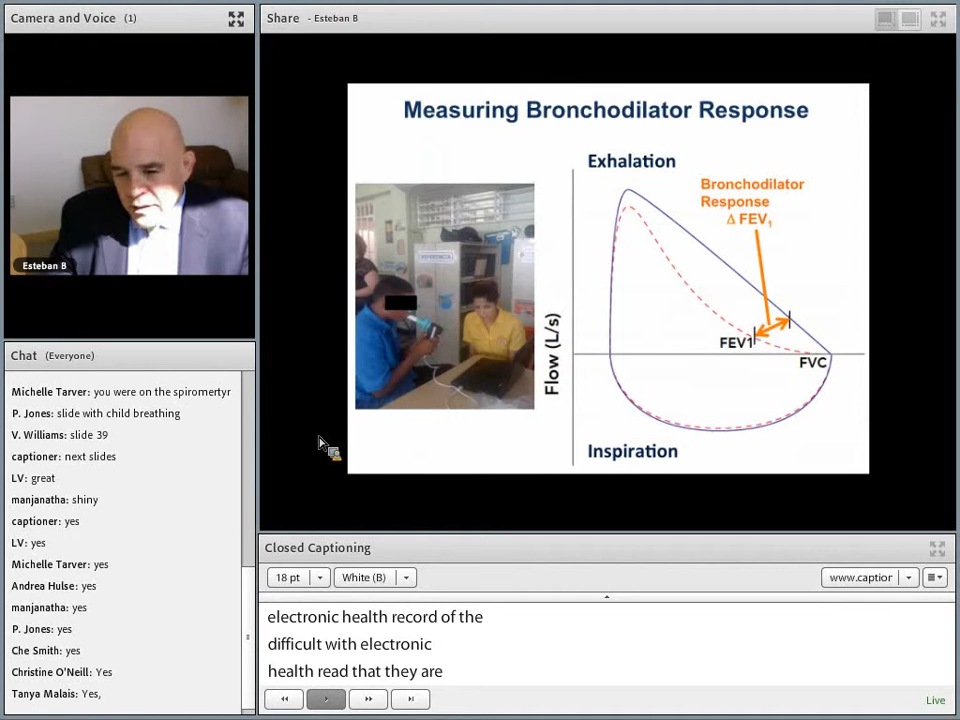 Camera and Voice (1)
Esteban B
Chat (Everyone)
Michelle Tarver: you were on the spiromertyr
P. Jones: slide with child breathing
V. Williams: slide 39
captioner: next slides
LV: great
manjanatha: shiny
captioner: yes
LV: yes
Michelle Tarver: yes
Andrea Hulse: yes
manjanatha: yes
P. Jones: yes
Che Smith: yes
Christine O'Neill: Yes
Tanya Malais: Yes,
Share - Esteban B
Measuring Bronchodilator Response
Exhalation
Bronchodilator
Response
Δ FEV1
REFERENCIA
Flow (L/s)
FEV1
FVC
Inspiration
Closed Captioning
18 pt
White (B)
www.caption
electronic health record of the
difficult with electronic
health read that they are
Live